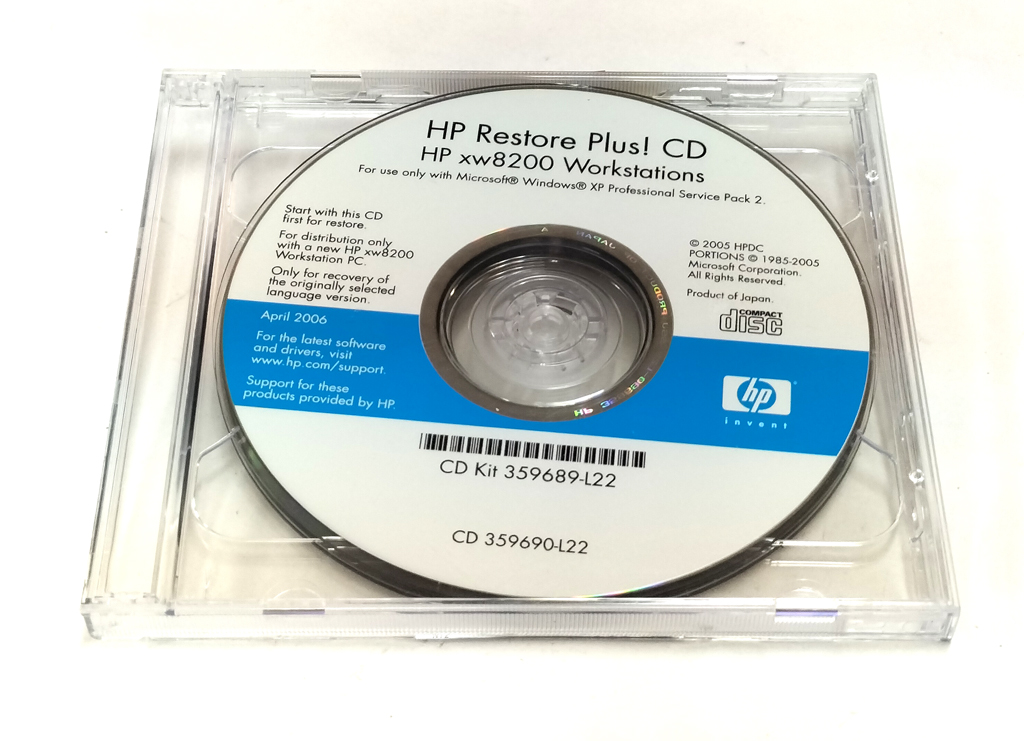 HP Restore Plus! CD
HP xw8200 Workstations
For use only with Microsoft® Windows® XP Professional Service Pack 2.
Start with this CD
first for restore.
For distribution only
with a new HP xw8200
Workstation PC.
Only for recovery of
the originally selected
language version.
© 2005 HPDC
PORTIONS © 1985-2005
Microsoft Corporation.
All Rights Reserved.
Product of Japan.
COMPACT
disc
April 2006
For the latest software
and drivers, visit
www.hp.com/support.
Support for these
products provided by HP.
hp
invent
CD Kit 359689-L22
CD 359690-L22